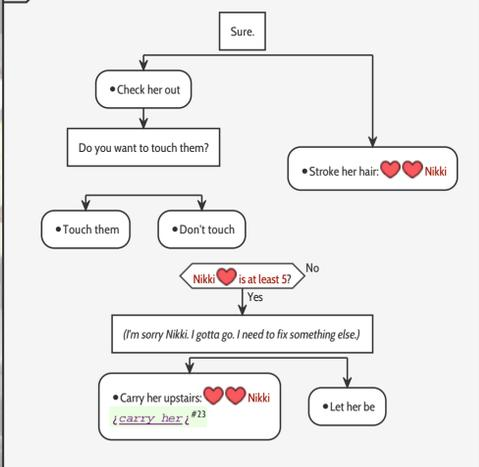 Sure.
•Check her out
Do you want to touch them?
•Stroke her hair: ❤❤ Nikki
•Touch them
•Don't touch
Nikki ❤ is at least 5?
No
Yes
(I'm sorry Nikki. I gotta go. I need to fix something else.)
•Carry her upstairs: ❤❤ Nikki
¿carry her¿ #23
•Let her be